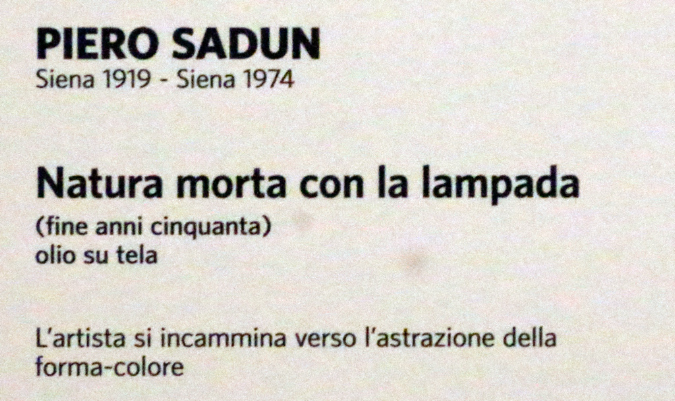 PIERO SADUN
Siena 1919 - Siena 1974
Natura morta con la lampada
(fine anni cinquanta)
olio su tela
L'artista si incammina verso l'astrazione della
forma-colore